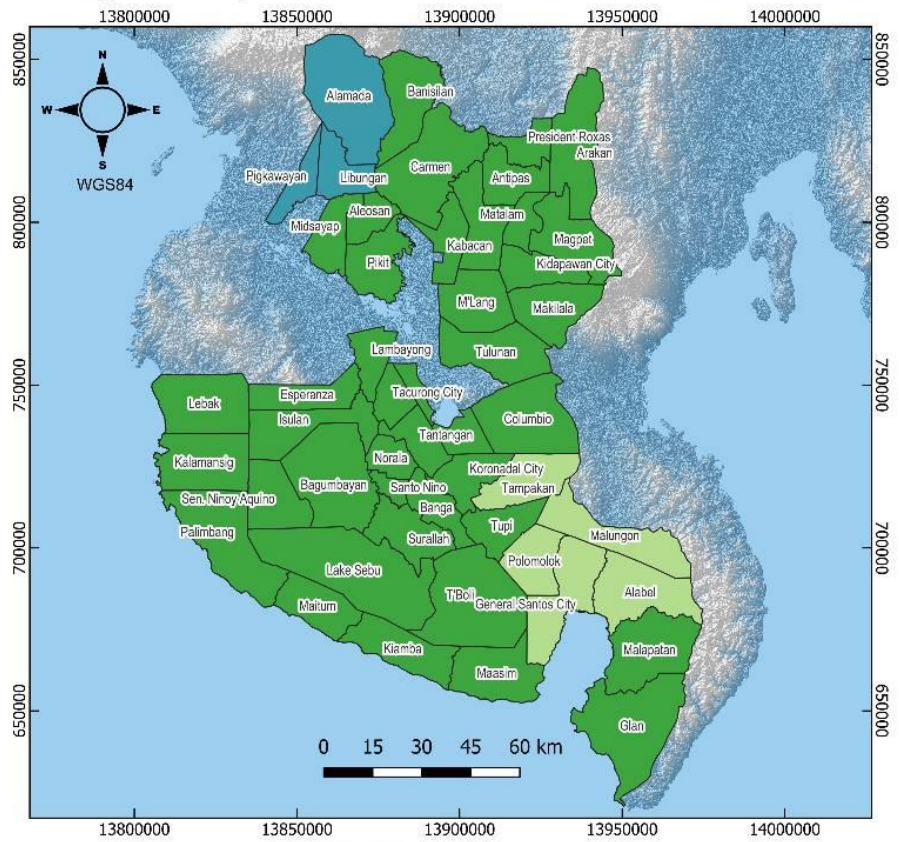 13800000 13850000 13900000 13950000 14000000
850000
850000
N
W E
S
WGS84
Alamada
Banisilan
President Roxas
Arakan
Carmen
Pigkawayan
Libungan
Antipas
800000
800000
Aleosan
Midsayap
Matalam
Magpet
Kabacan
Pikit
Kidapawan City
M'Lang
Makilala
Lambayong
Tulunan
750000
750000
Esperanza
Tacurong City
Lebak
Isulan
Columbio
Tantangan
Kalamansig
Norala
Koronadal City
Bagumbayan
Santo Nino
Tampakan
Sen. Ninoy Aquino
Banga
Palimbang
Surallah
Tupi
Malungon
700000
700000
Polomolok
Lake Sebu
T'Boli
Alabel
General Santos City
Maitum
Kiamba
Malapatan
Maasim
650000
650000
Glan
0 15 30 45 60 km
13800000 13850000 13900000 13950000 14000000